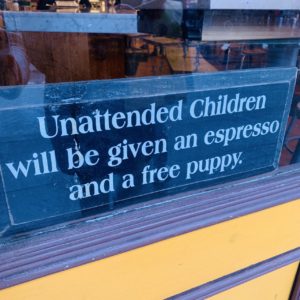 Unattended Children
will be given an espresso
and a free puppy.